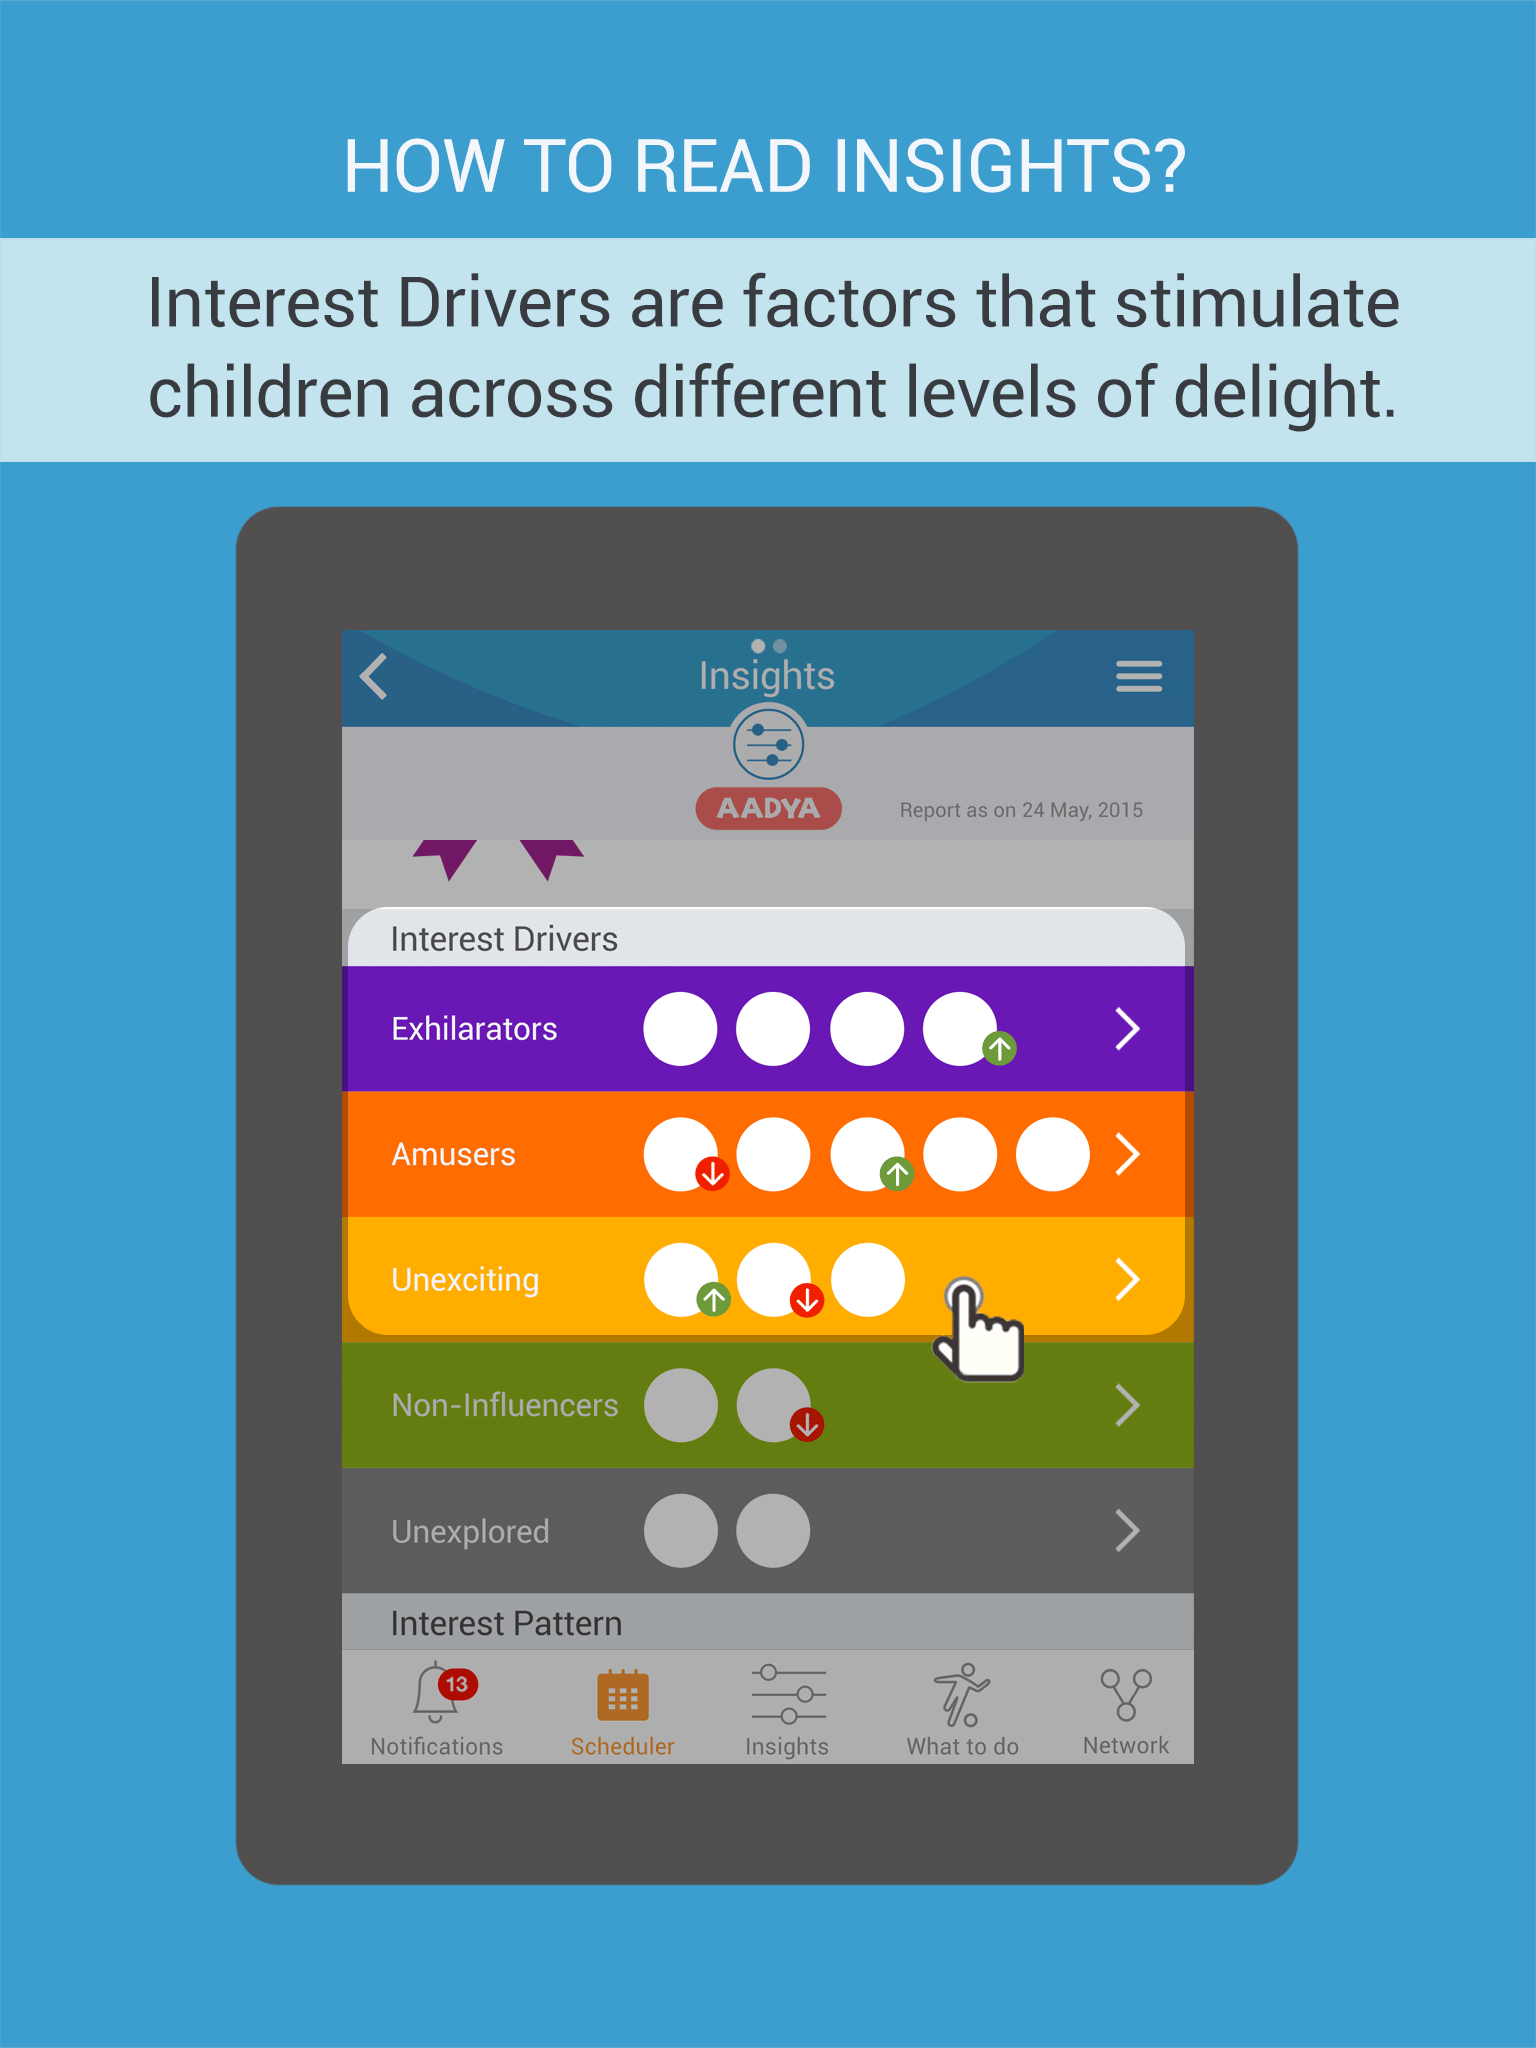 HOW TO READ INSIGHTS?
Interest Drivers are factors that stimulate
children across different levels of delight.
Insights
AADYA
Report as on 24 May, 2015
Interest Drivers
Exhilarators
Amusers
Unexciting
Non-Influencers
Unexplored
Interest Pattern
13
Notifications
Scheduler
Insights
What to do
Network